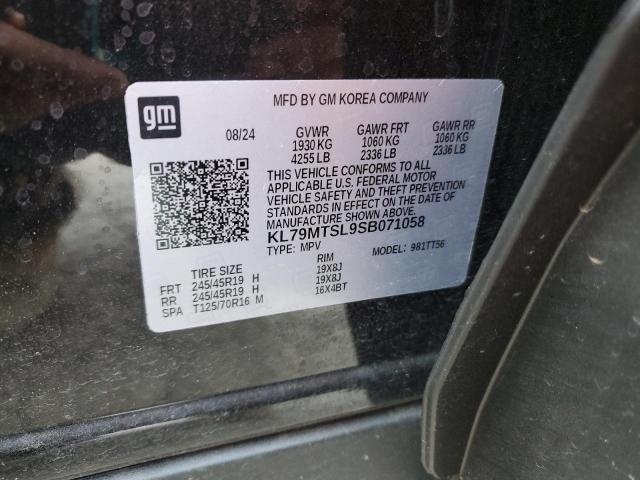 gm
MFD BY GM KOREA COMPANY
08/24 GVWR GAWR FRT GAWR RR
1930 KG 1060 KG 1060 KG
4255 LB 2336 LB 2336 LB
THIS VEHICLE CONFORMS TO ALL
APPLICABLE U.S. FEDERAL MOTOR
VEHICLE SAFETY AND THEFT PREVENTION
STANDARDS IN EFFECT ON THE DATE OF
MANUFACTURE SHOWN ABOVE.
KL79MTSL9SB071058
TYPE: MPV MODEL: 981TT56
TIRE SIZE RIM
FRT 245/45R19 H 19X8J
RR 245/45R19 H 19X8J
SPA T125/70R16 M 16X4BT